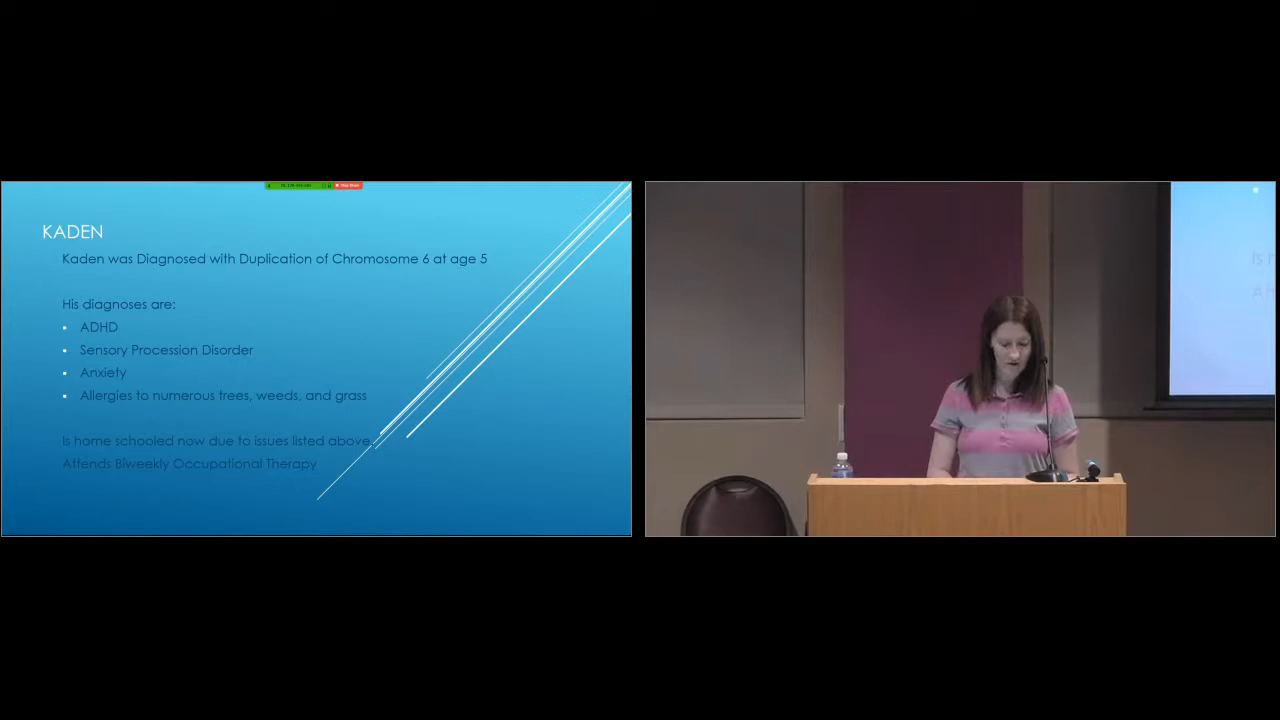 KADEN
Kaden was Diagnosed with Duplication of Chromosome 6 at age 5
His diagnoses are:
ADHD
Sensory Procession Disorder
Anxiety
Allergies to numerous trees, weeds, and grass
Is home schooled now due to issues listed above.
Attends Biweekly Occupational Therapy